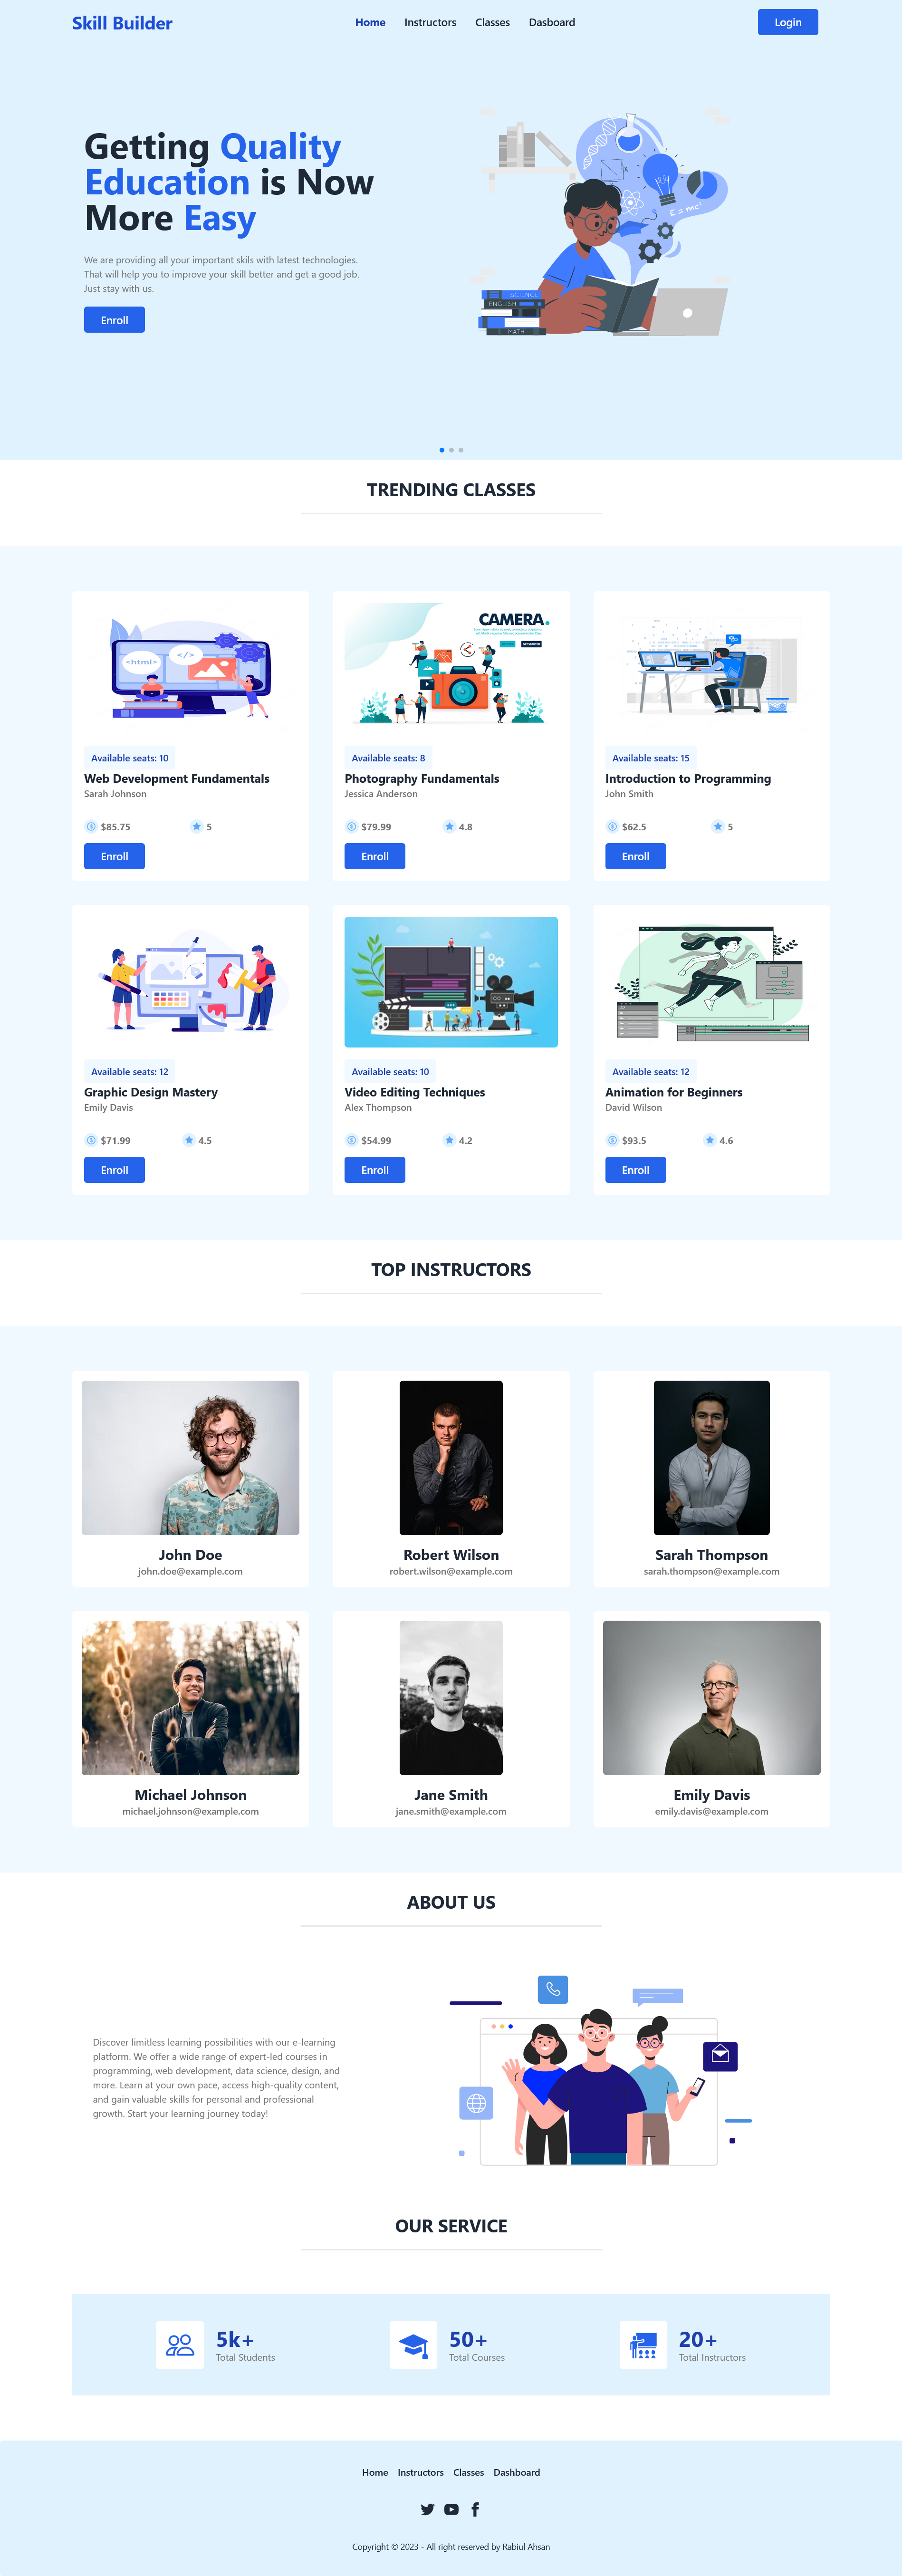 Skill Builder
Home Instructors Classes Dasboard
Login
Getting Quality
Education is Now
More Easy
We are providing all your important skils with latest technologies.
That will help you to improve your skill better and get a good job.
Just stay with us.
Enroll
E = mc²
SCIENCE
ENGLISH
MATH
TRENDING CLASSES
<html>
</>
Available seats: 10
Web Development Fundamentals
Sarah Johnson
$85.75 5
Enroll
CAMERA.
Available seats: 8
Photography Fundamentals
Jessica Anderson
$79.99 4.8
Enroll
Available seats: 15
Introduction to Programming
John Smith
$62.5 5
Enroll
Available seats: 12
Graphic Design Mastery
Emily Davis
$71.99 4.5
Enroll
Available seats: 10
Video Editing Techniques
Alex Thompson
$54.99 4.2
Enroll
Available seats: 12
Animation for Beginners
David Wilson
$93.5 4.6
Enroll
TOP INSTRUCTORS
John Doe
john.doe@example.com
Robert Wilson
robert.wilson@example.com
Sarah Thompson
sarah.thompson@example.com
Michael Johnson
michael.johnson@example.com
Jane Smith
jane.smith@example.com
Emily Davis
emily.davis@example.com
ABOUT US
Discover limitless learning possibilities with our e-learning
platform. We offer a wide range of expert-led courses in
programming, web development, data science, design, and
more. Learn at your own pace, access high-quality content,
and gain valuable skills for personal and professional
growth. Start your learning journey today!
OUR SERVICE
5k+
Total Students
50+
Total Courses
20+
Total Instructors
Home Instructors Classes Dashboard
Copyright © 2023 - All right reserved by Rabiul Ahsan